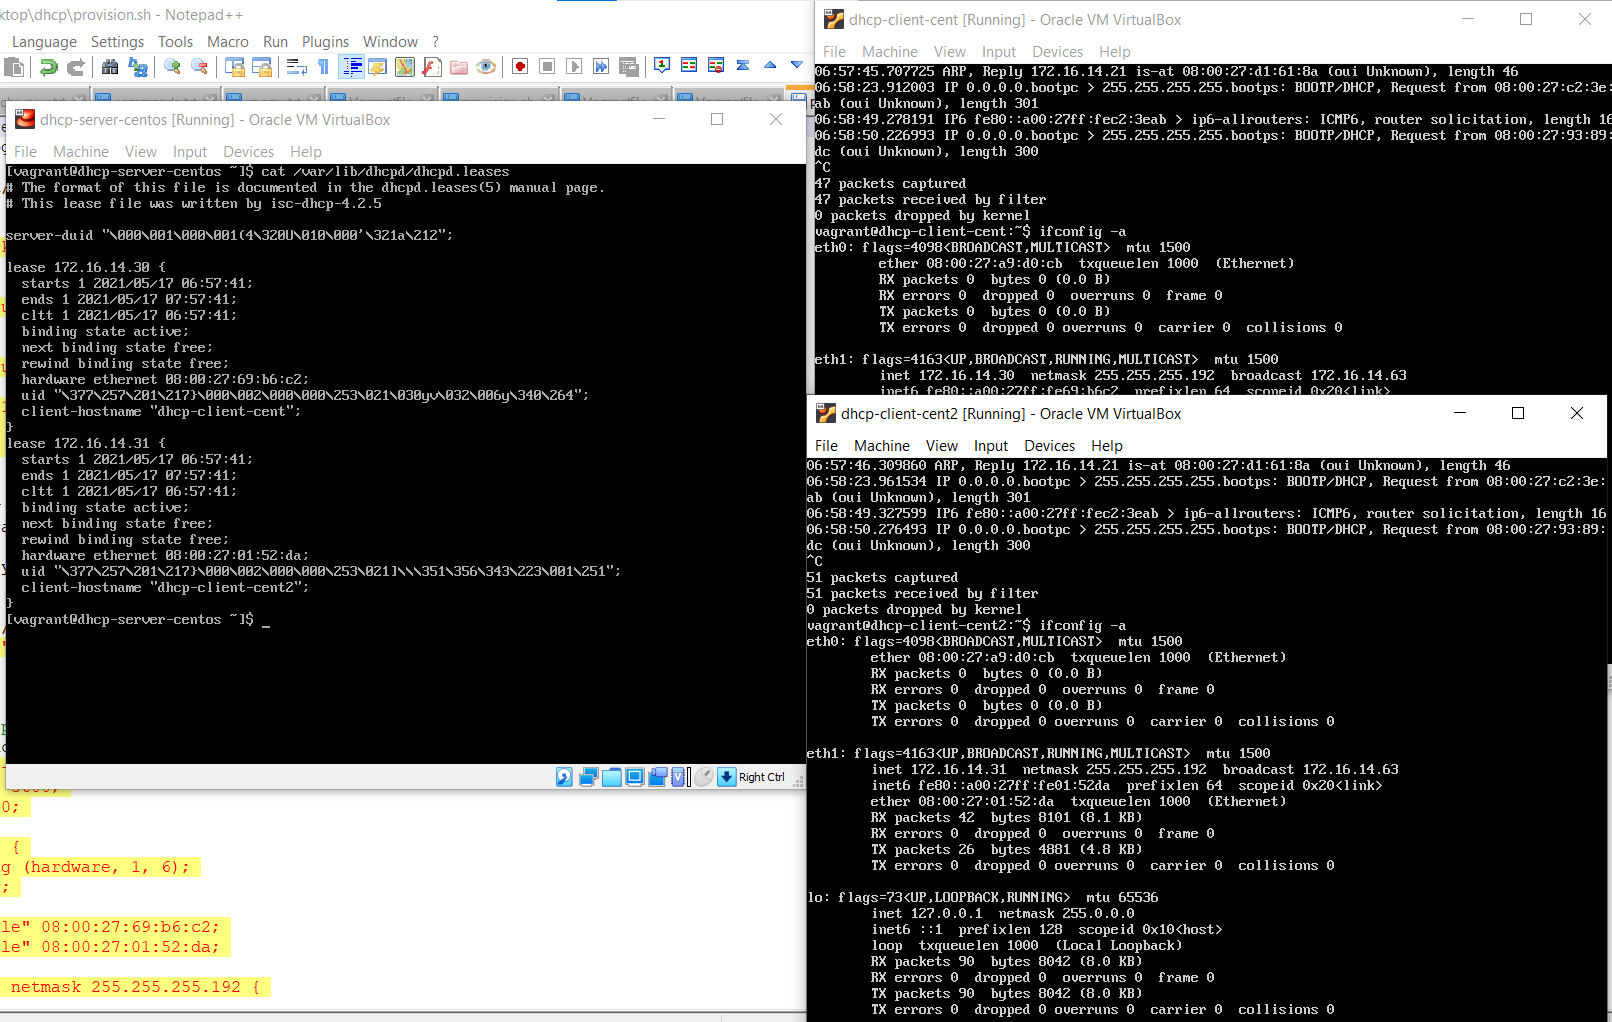 ktop\dhcp\provision.sh - Notepad++
Language Settings Tools Macro Run Plugins Window ?
dhcp-server-centos [Running] - Oracle VM VirtualBox
File Machine View Input Devices Help
[vagrant@dhcp-server-centos ~]$ cat /var/lib/dhcpd/dhcpd.leases
# The format of this file is documented in the dhcpd.leases(5) manual page.
# This lease file was written by isc-dhcp-4.2.5
server-duid "\000\001\000\001(4\320U\010\000'\321a\212";
lease 172.16.14.30 {
starts 1 2021/05/17 06:57:41;
ends 1 2021/05/17 07:57:41;
cltt 1 2021/05/17 06:57:41;
binding state active;
next binding state free;
rewind binding state free;
hardware ethernet 08:00:27:69:b6:c2;
uid "\377\257\201\217}\000\002\000\000\253\021\030yv\032\006y\340\264";
client-hostname "dhcp-client-cent";
}
lease 172.16.14.31 {
starts 1 2021/05/17 06:57:41;
ends 1 2021/05/17 07:57:41;
cltt 1 2021/05/17 06:57:41;
binding state active;
next binding state free;
rewind binding state free;
hardware ethernet 08:00:27:01:52:da;
uid "\377\257\201\217}\000\002\000\000\253\021]\\\351\356\343\223\001\251";
client-hostname "dhcp-client-cent2";
}
[vagrant@dhcp-server-centos ~]$ _
Right Ctrl
0;
{
g (hardware, 1, 6);
;
le" 08:00:27:69:b6:c2;
le" 08:00:27:01:52:da;
netmask 255.255.255.192 {
dhcp-client-cent [Running] - Oracle VM VirtualBox
File Machine View Input Devices Help
06:57:45.707725 ARP, Reply 172.16.14.21 is-at 08:00:27:d1:61:8a (oui Unknown), length 46
06:58:23.912003 IP 0.0.0.0.bootpc > 255.255.255.255.bootps: BOOTP/DHCP, Request from 08:00:27:c2:3e:
ab (oui Unknown), length 301
06:58:49.278191 IP6 fe80::a00:27ff:fec2:3eab > ip6-allrouters: ICMP6, router solicitation, length 16
06:58:50.226993 IP 0.0.0.0.bootpc > 255.255.255.255.bootps: BOOTP/DHCP, Request from 08:00:27:93:89:
dc (oui Unknown), length 300
^C
47 packets captured
47 packets received by filter
0 packets dropped by kernel
vagrant@dhcp-client-cent:~$ ifconfig -a
eth0: flags=4098<BROADCAST,MULTICAST> mtu 1500
ether 08:00:27:a9:d0:cb txqueuelen 1000 (Ethernet)
RX packets 0 bytes 0 (0.0 B)
RX errors 0 dropped 0 overruns 0 frame 0
TX packets 0 bytes 0 (0.0 B)
TX errors 0 dropped 0 overruns 0 carrier 0 collisions 0
eth1: flags=4163<UP,BROADCAST,RUNNING,MULTICAST> mtu 1500
inet 172.16.14.30 netmask 255.255.255.192 broadcast 172.16.14.63
inet6 fe80::a00:27ff:fe69:b6c2 prefixlen 64 scopeid 0x20<link>
dhcp-client-cent2 [Running] - Oracle VM VirtualBox
File Machine View Input Devices Help
06:57:46.309860 ARP, Reply 172.16.14.21 is-at 08:00:27:d1:61:8a (oui Unknown), length 46
06:58:23.961534 IP 0.0.0.0.bootpc > 255.255.255.255.bootps: BOOTP/DHCP, Request from 08:00:27:c2:3e:
ab (oui Unknown), length 301
06:58:49.327599 IP6 fe80::a00:27ff:fec2:3eab > ip6-allrouters: ICMP6, router solicitation, length 16
06:58:50.276493 IP 0.0.0.0.bootpc > 255.255.255.255.bootps: BOOTP/DHCP, Request from 08:00:27:93:89:
dc (oui Unknown), length 300
^C
51 packets captured
51 packets received by filter
0 packets dropped by kernel
vagrant@dhcp-client-cent2:~$ ifconfig -a
eth0: flags=4098<BROADCAST,MULTICAST> mtu 1500
ether 08:00:27:a9:d0:cb txqueuelen 1000 (Ethernet)
RX packets 0 bytes 0 (0.0 B)
RX errors 0 dropped 0 overruns 0 frame 0
TX packets 0 bytes 0 (0.0 B)
TX errors 0 dropped 0 overruns 0 carrier 0 collisions 0
eth1: flags=4163<UP,BROADCAST,RUNNING,MULTICAST> mtu 1500
inet 172.16.14.31 netmask 255.255.255.192 broadcast 172.16.14.63
inet6 fe80::a00:27ff:fe01:52da prefixlen 64 scopeid 0x20<link>
ether 08:00:27:01:52:da txqueuelen 1000 (Ethernet)
RX packets 42 bytes 8101 (8.1 KB)
RX errors 0 dropped 0 overruns 0 frame 0
TX packets 26 bytes 4881 (4.8 KB)
TX errors 0 dropped 0 overruns 0 carrier 0 collisions 0
lo: flags=73<UP,LOOPBACK,RUNNING> mtu 65536
inet 127.0.0.1 netmask 255.0.0.0
inet6 ::1 prefixlen 128 scopeid 0x10<host>
loop txqueuelen 1000 (Local Loopback)
RX packets 90 bytes 8042 (8.0 KB)
RX errors 0 dropped 0 overruns 0 frame 0
TX packets 90 bytes 8042 (8.0 KB)
TX errors 0 dropped 0 overruns 0 carrier 0 collisions 0